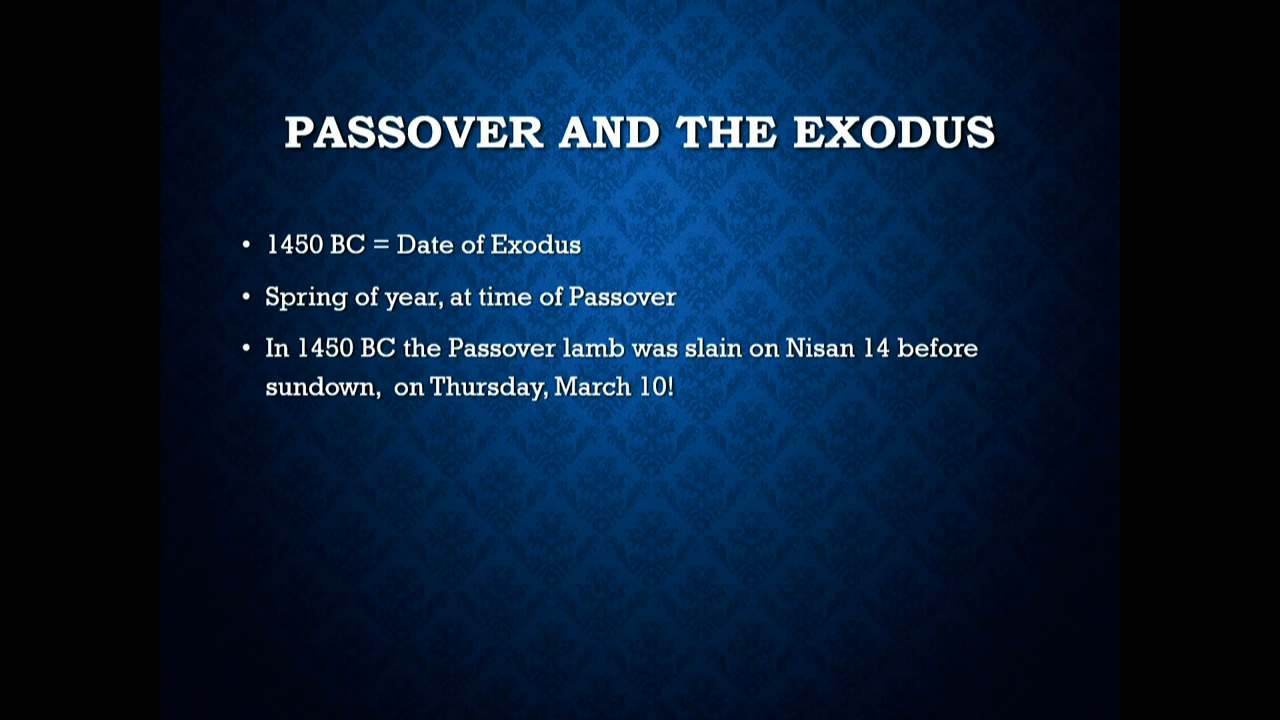 PASSOVER AND THE EXODUS
• 1450 BC = Date of Exodus
• Spring of year, at time of Passover
• In 1450 BC the Passover lamb was slain on Nisan 14 before
sundown,  on Thursday, March 10!